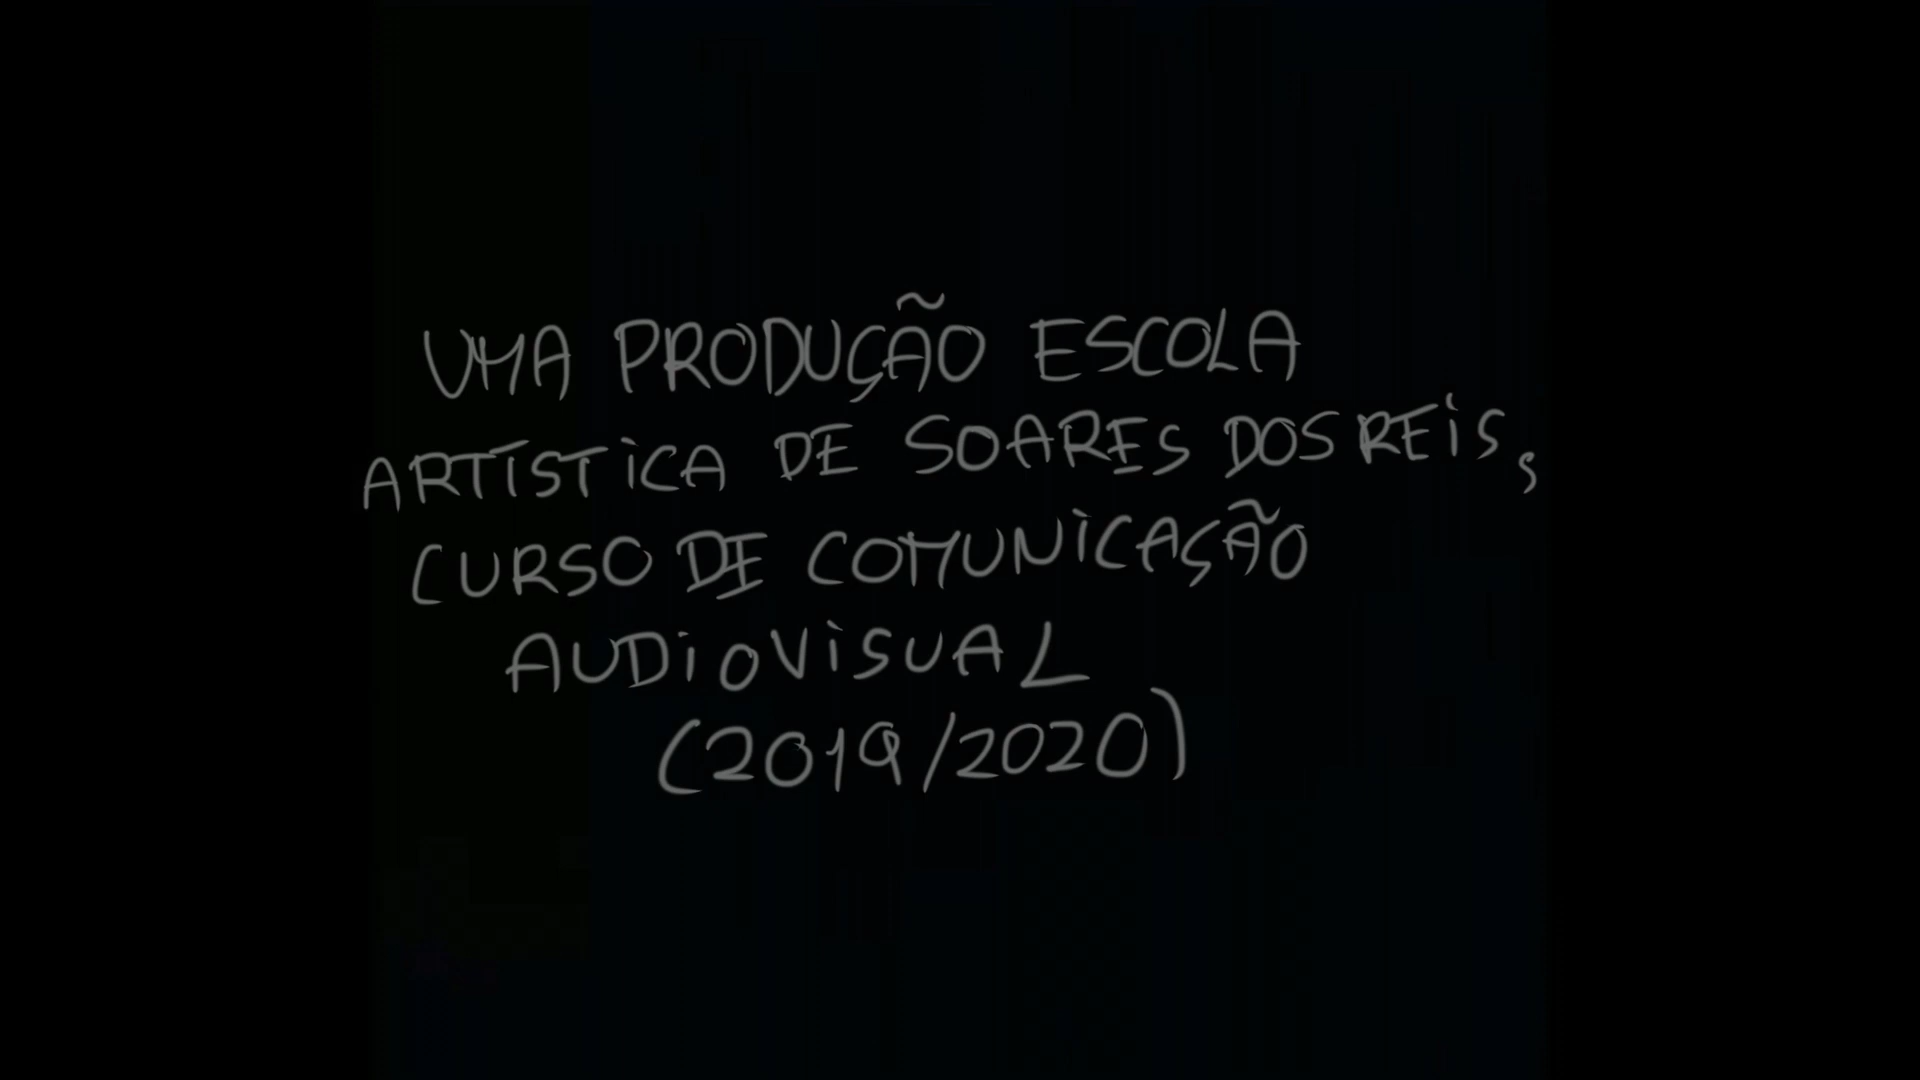 UMA PRODUÇÃO ESCOLA
ARTÍSTICA DE SOARES DOS REIS,
CURSO DE COMUNICAÇÃO
AUDIOVISUAL
(2019/2020)